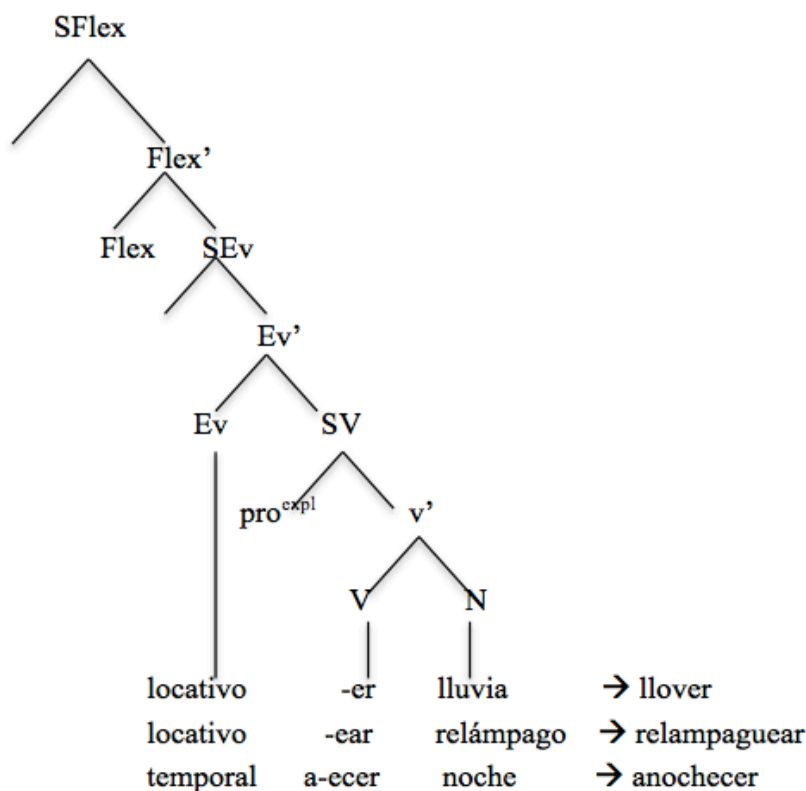 SFlex
Flex’
Flex SEv
Ev’
Ev SV
pro^expl v’
V N
locativo -er lluvia → llover
locativo -ear relámpago → relampaguear
temporal a-ecer noche → anochecer